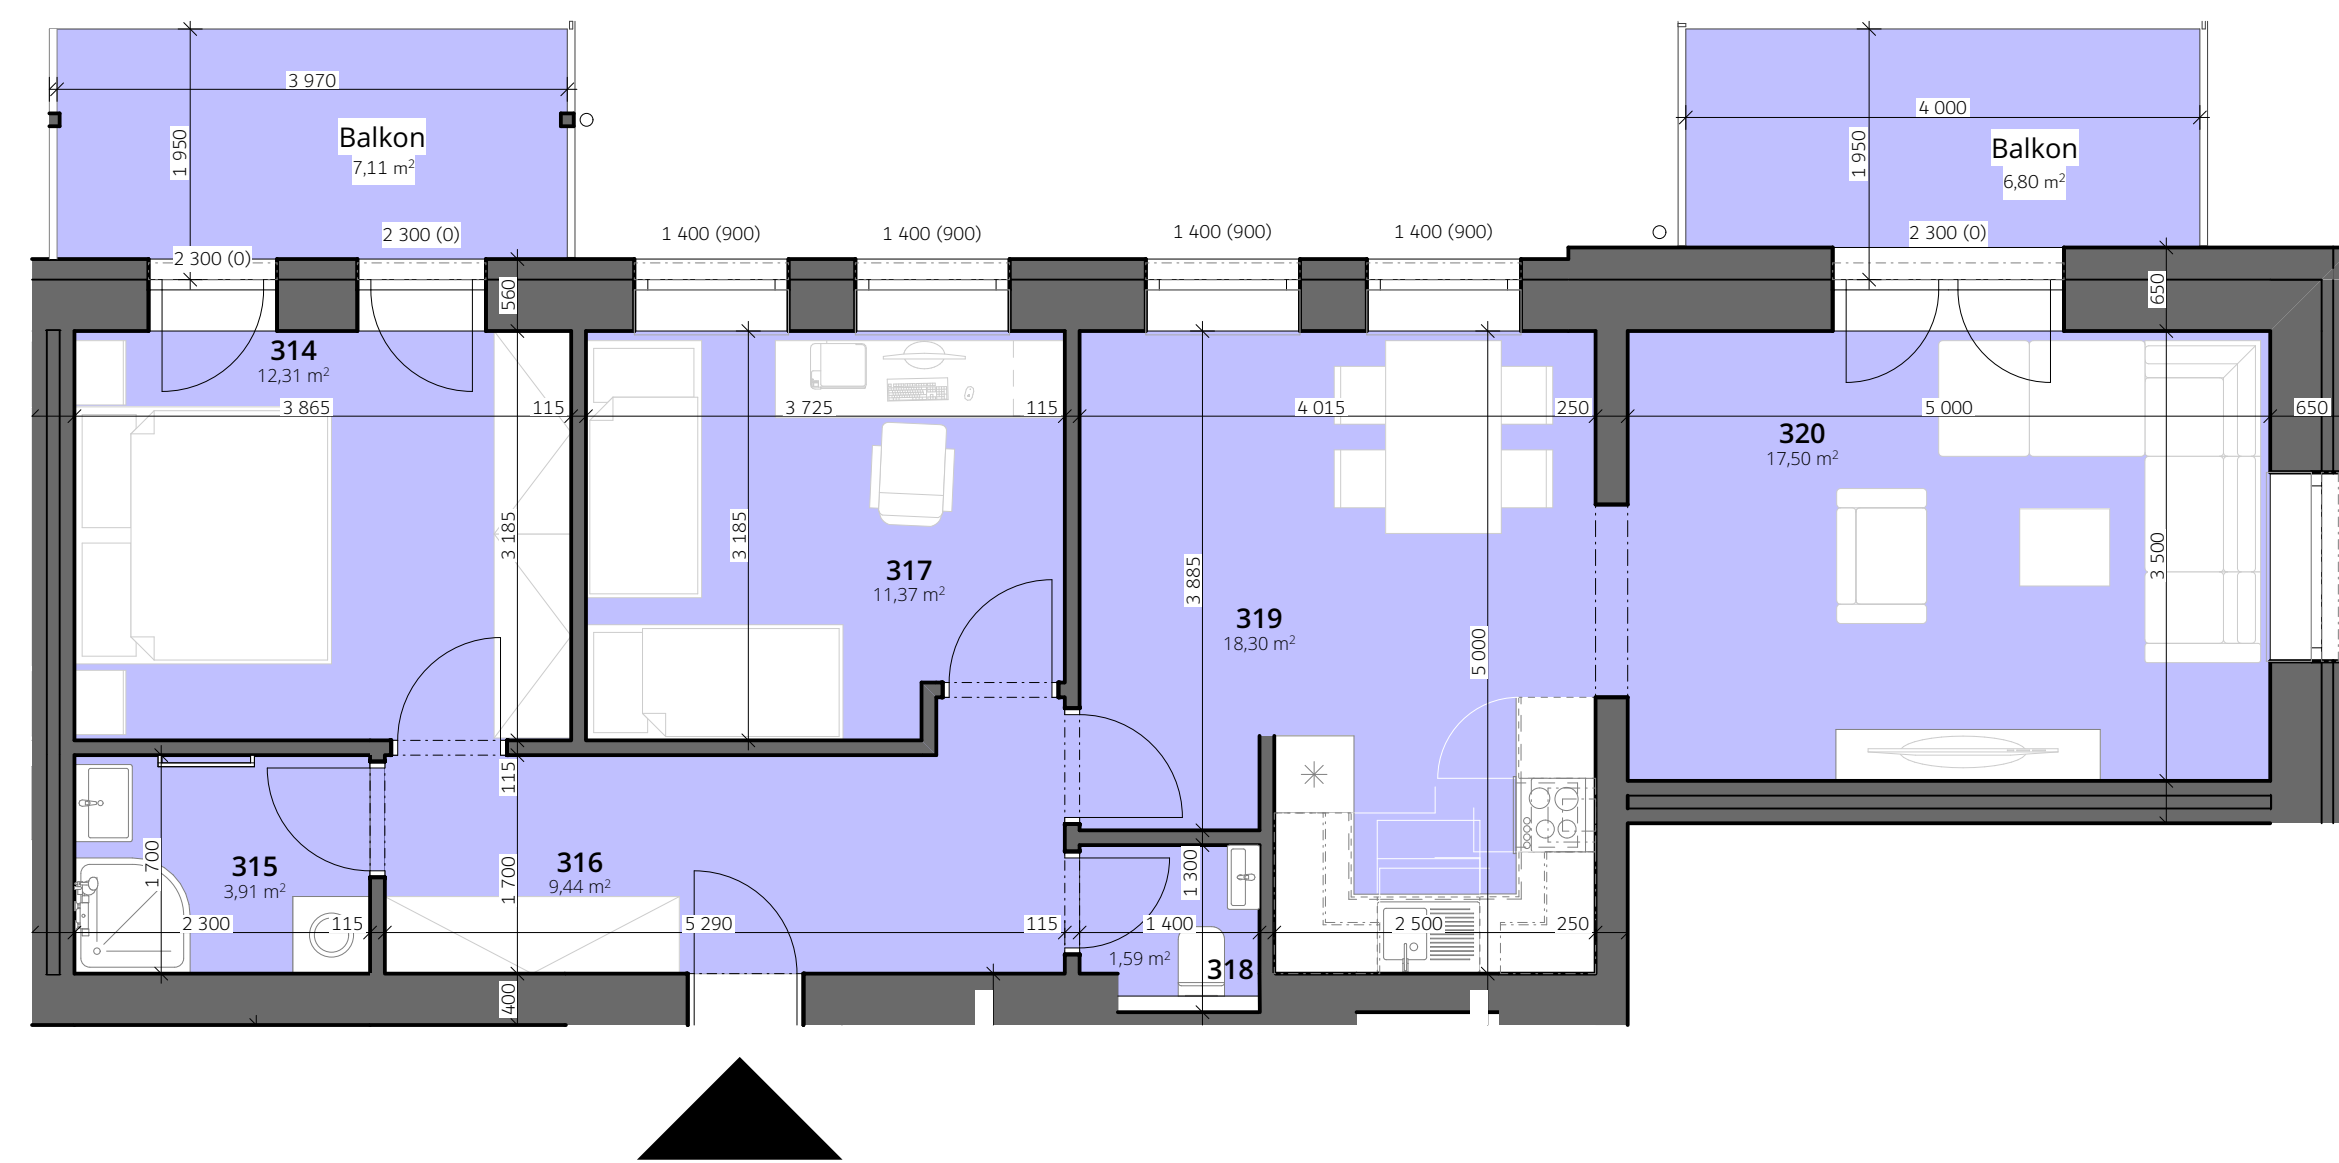 3 970
1 950
Balkon
7,11 m²
2 300 (0)
2 300 (0)
1 400 (900)
1 400 (900)
1 400 (900)
1 400 (900)
4 000
1 950
Balkon
6,80 m²
2 300 (0)
560
650
314
12,31 m²
3 865
115
3 725
115
4 015
250
5 000
650
320
17,50 m²
3 185
3 185
317
11,37 m²
3 885
319
18,30 m²
5 000
3 500
115
1 700
315
3,91 m²
1 700
316
9,44 m²
1 300
2 300
115
5 290
115
1 400
2 500
250
1,59 m²
318
400